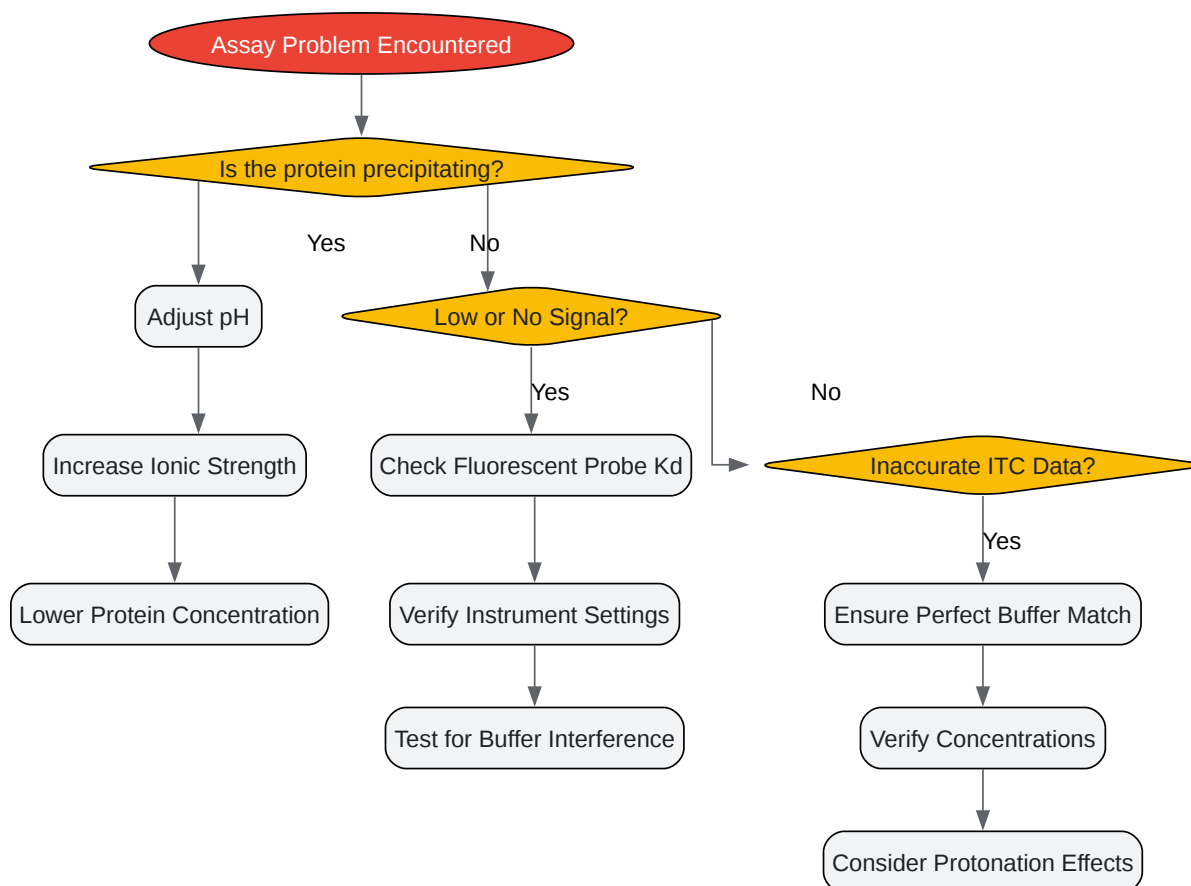 Assay Problem Encountered
Is the protein precipitating?
Yes
No
Adjust pH
Low or No Signal?
Yes
No
Increase Ionic Strength
Check Fluorescent Probe Kd
Inaccurate ITC Data?
Yes
Lower Protein Concentration
Verify Instrument Settings
Ensure Perfect Buffer Match
Test for Buffer Interference
Verify Concentrations
Consider Protonation Effects